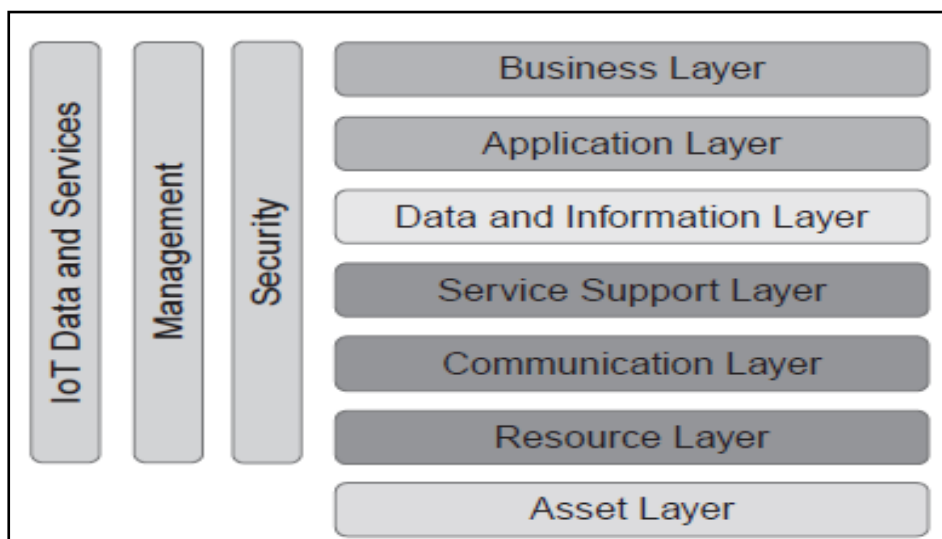 IoT Data and Services
Management
Security
Business Layer
Application Layer
Data and Information Layer
Service Support Layer
Communication Layer
Resource Layer
Asset Layer